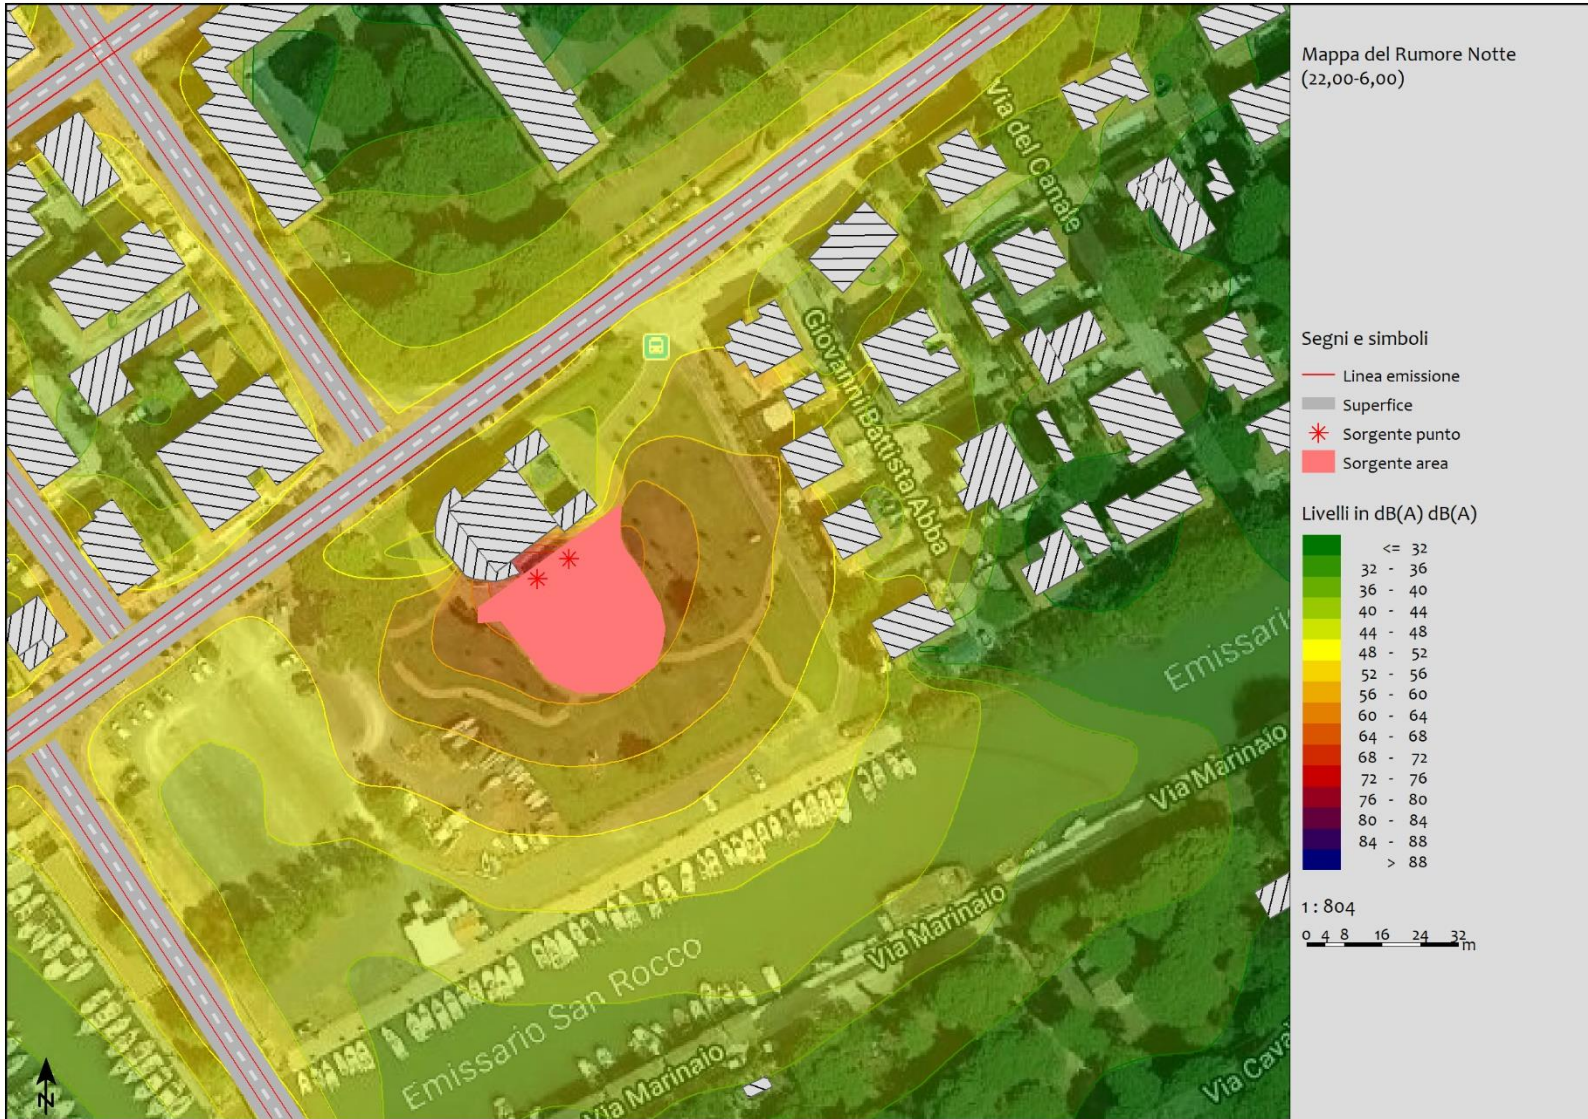 Mappa del Rumore Notte
(22,00-6,00)
Segni e simboli
Linea emissione
Superfice
Sorgente punto
Sorgente area
Livelli in dB(A) dB(A)
<= 32
32 - 36
36 - 40
40 - 44
44 - 48
48 - 52
52 - 56
56 - 60
60 - 64
64 - 68
68 - 72
72 - 76
76 - 80
80 - 84
84 - 88
> 88
1 : 804
0 4 8 16 24 32
m
Via del Canale
Giovanni Battista Abba
Emissario
Via Marinaio
Via Marinaio
Emissario San Rocco
Via Marinaio
Via Cava
N